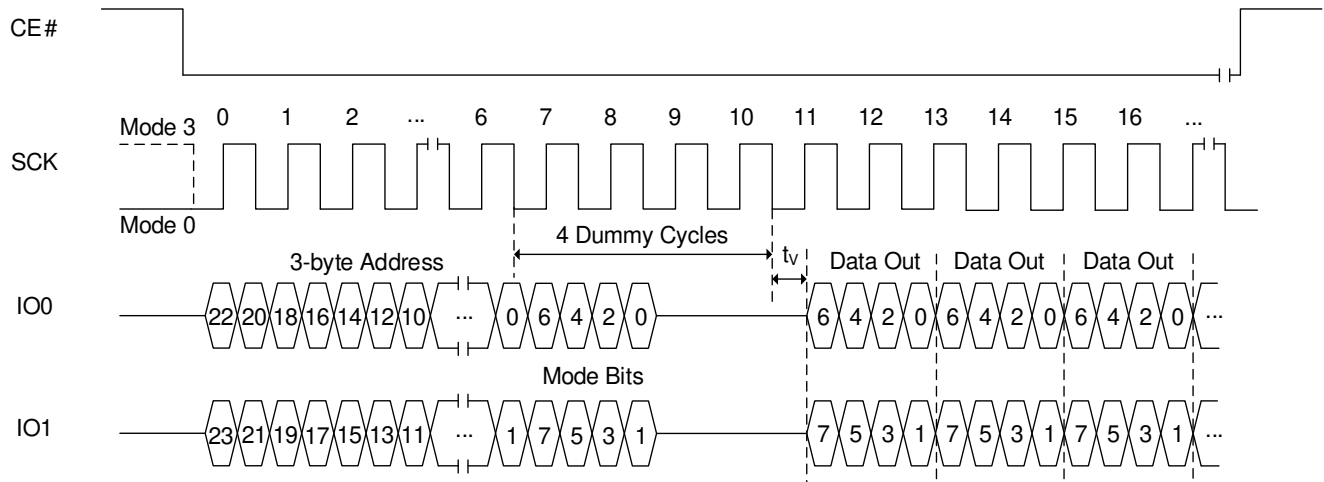 CE#
0 1 2 ... 6 7 8 9 10 11 12 13 14 15 16 ...
Mode 3
SCK
Mode 0
4 Dummy Cycles
3-byte Address
tV
Data Out Data Out Data Out
IO0
22 20 18 16 14 12 10 ... 0 6 4 2 0 6 4 2 0 6 4 2 0 6 4 2 0 ...
Mode Bits
IO1
23 21 19 17 15 13 11 ... 1 7 5 3 1 7 5 3 1 7 5 3 1 7 5 3 1 ...